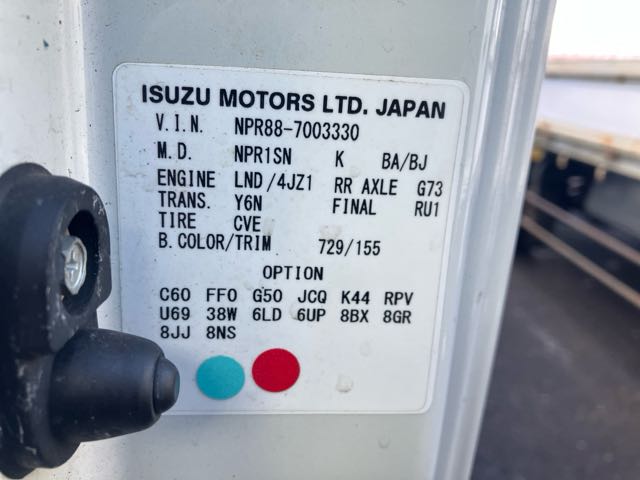 ISUZU MOTORS LTD. JAPAN
V.I.N. NPR88-7003330
M.D. NPR1SN K BA/BJ
ENGINE LND/4JZ1 RR AXLE G73
TRANS. Y6N FINAL RU1
TIRE CVE
B.COLOR/TRIM 729/155
OPTION
C60 FF0 G50 JCQ K44 RPV
U69 38W 6LD 6UP 8BX 8GR
8JJ 8NS